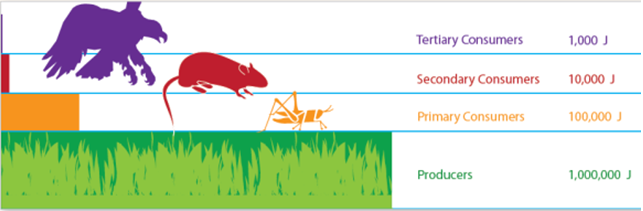 Tertiary Consumers 1,000 J
Secondary Consumers 10,000 J
Primary Consumers 100,000 J
Producers 1,000,000 J